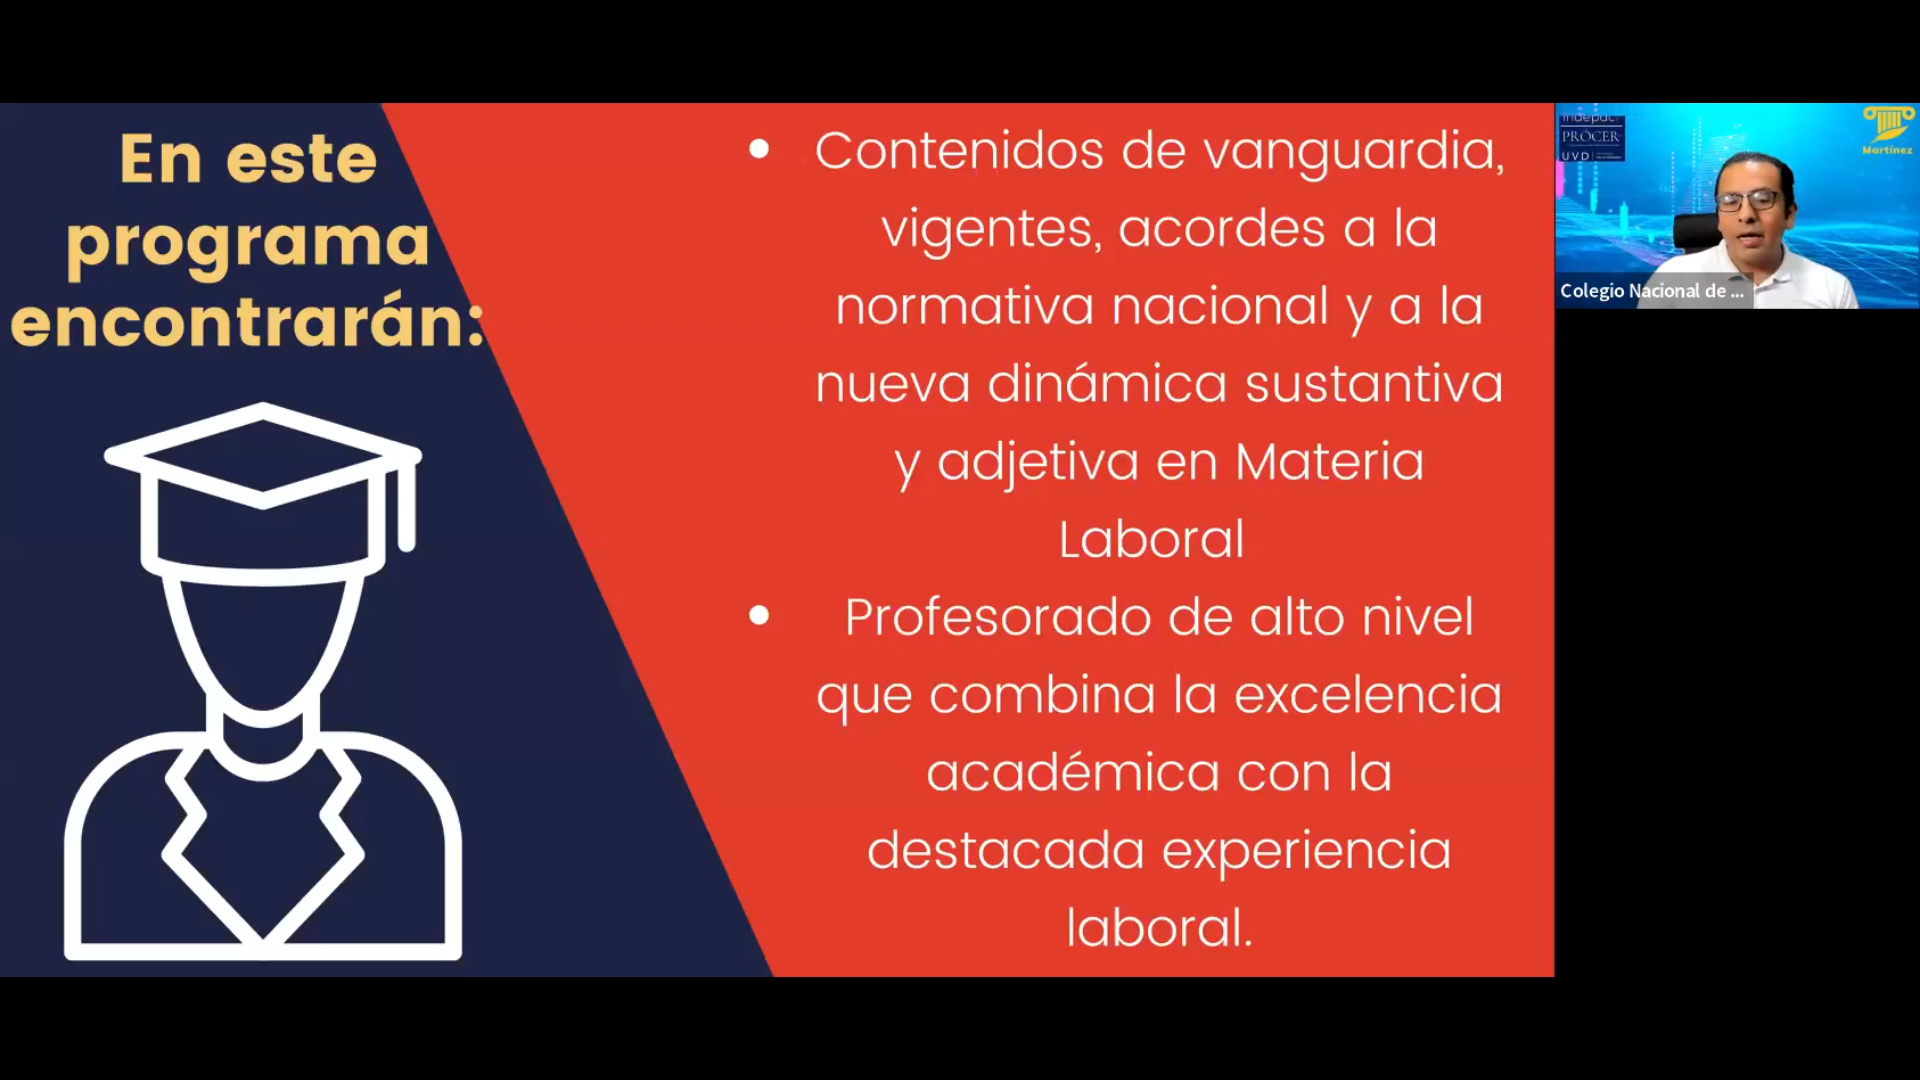 En este
programa
encontrarán:
• Contenidos de vanguardia,
vigentes, acordes a la
normativa nacional y a la
nueva dinámica sustantiva
y adjetiva en Materia
Laboral
• Profesorado de alto nivel
que combina la excelencia
académica con la
destacada experiencia
laboral.
PRÓCER
UVD
Martínez
Colegio Nacional de ...